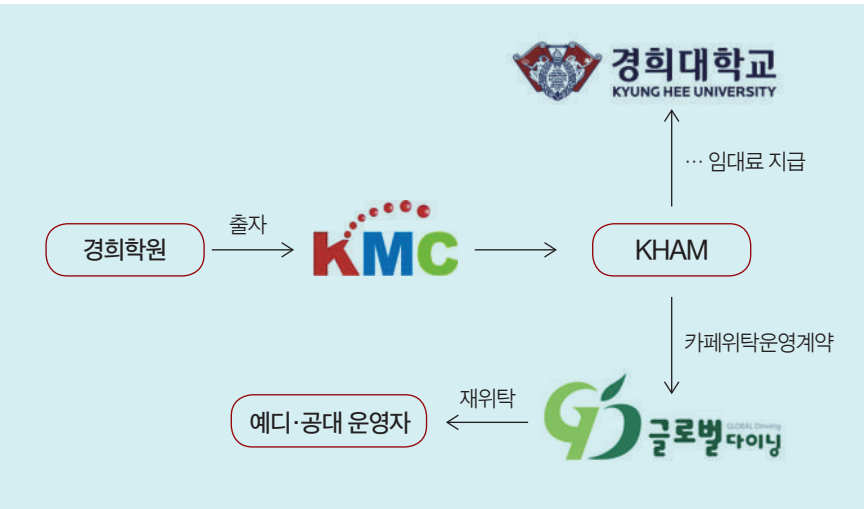 경희대학교
KYUNG HEE UNIVERSITY
… 임대료 지급
경희학원
출자
KMC
KHAM
카페위탁운영계약
예디·공대 운영자
재위탁
글로벌다이닝
GLOBAL Dinning